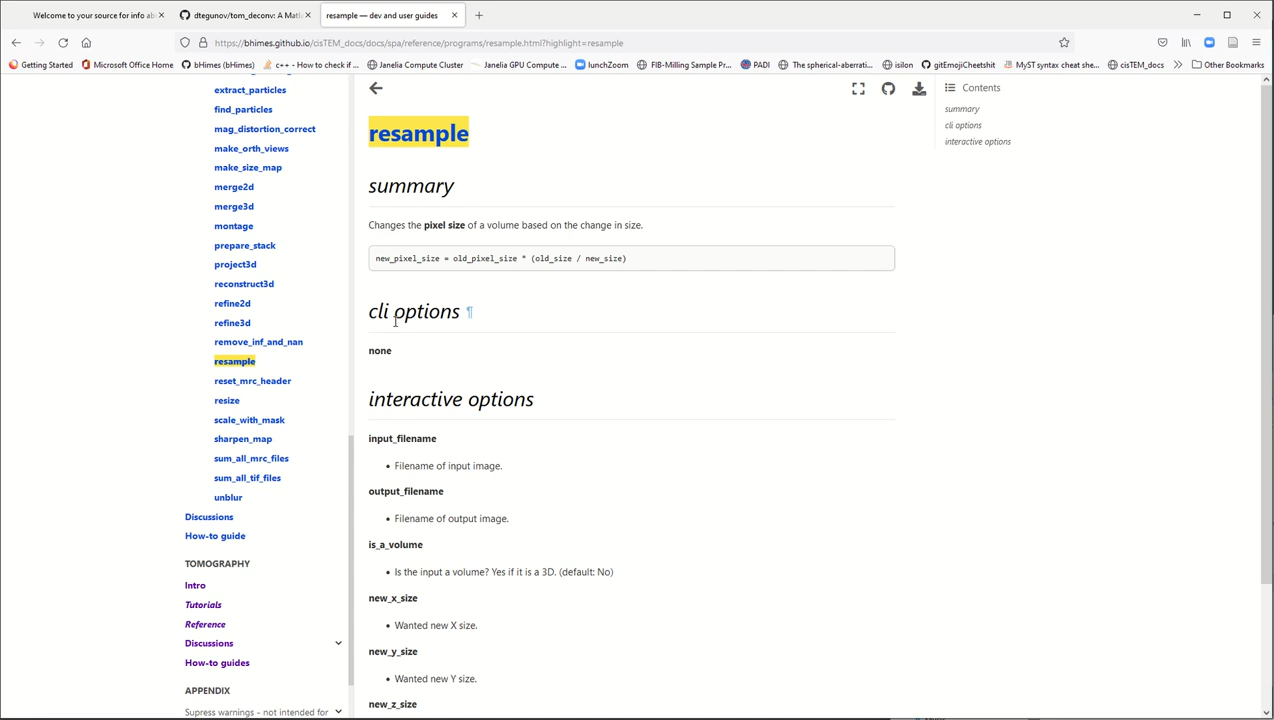 Welcome to your source for info ab
dtegunov/tom_deconv: A Matl
resample — dev and user guides
https://bhimes.github.io/cisTEM_docs/docs/spa/reference/programs/resample.html?highlight=resample
Getting Started
Microsoft Office Home
bHimes (bHimes)
c++ - How to check if ...
Janelia Compute Cluster
Janelia GPU Compute ...
lunchZoom
FIB-Milling Sample Pr...
PADI
The spherical-aberrati...
isilon
gitEmojiCheetshit
MyST syntax cheat she...
cisTEM_docs
Other Bookmarks
extract_particles
find_particles
mag_distortion_correct
make_orth_views
make_size_map
merge2d
merge3d
montage
prepare_stack
project3d
reconstruct3d
refine2d
refine3d
remove_inf_and_nan
resample
reset_mrc_header
resize
scale_with_mask
sharpen_map
sum_all_mrc_files
sum_all_tif_files
unblur
Discussions
How-to guide
TOMOGRAPHY
Intro
Tutorials
Reference
Discussions
How-to guides
APPENDIX
Supress warnings - not intended for
resample
summary
Changes the pixel size of a volume based on the change in size.
new_pixel_size = old_pixel_size * (old_size / new_size)
cli options ¶
none
interactive options
input_filename
• Filename of input image.
output_filename
• Filename of output image.
is_a_volume
• Is the input a volume? Yes if it is a 3D. (default: No)
new_x_size
• Wanted new X size.
new_y_size
• Wanted new Y size.
new_z_size
Contents
summary
cli options
interactive options